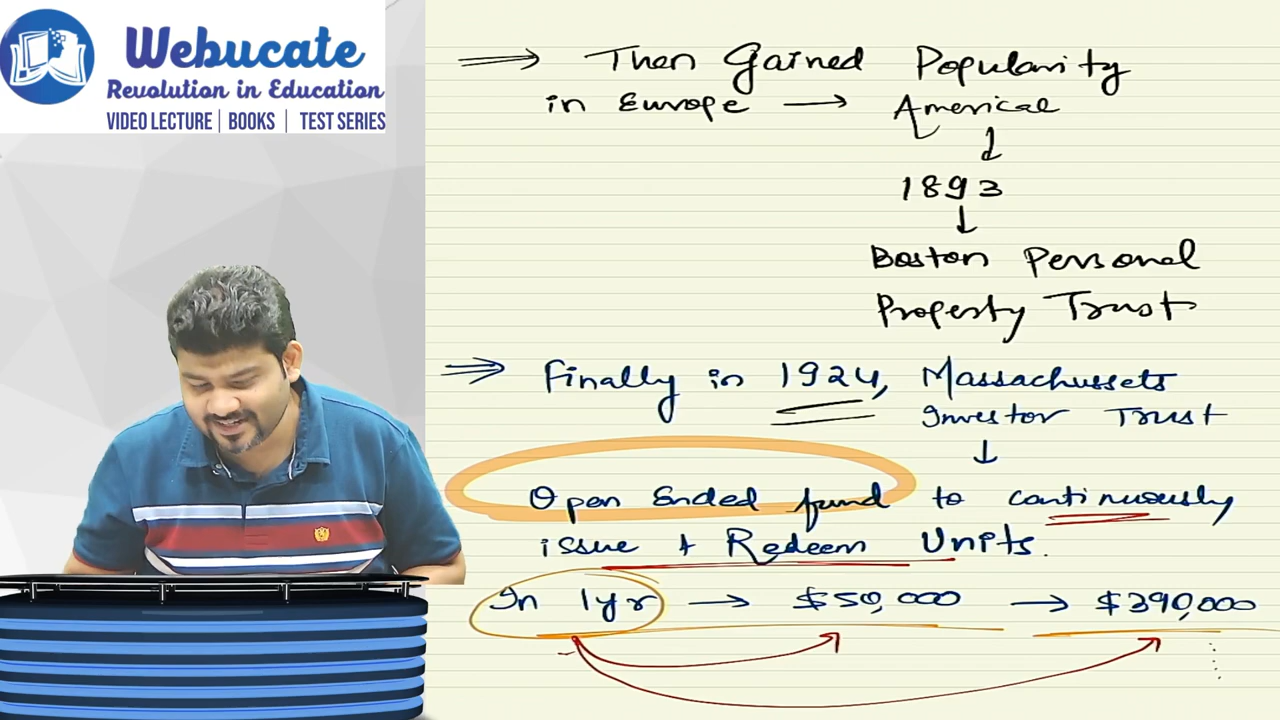 Webucate
Revolution in Education
VIDEO LECTURE | BOOKS | TEST SERIES
⇒ Then Gained Popularity
in Europe → Americal
↓
1893
↓
Boston Personal
Property Trust
⇒ Finally in 1924, Massachussets
Investor Trust
↓
Open Ended fund to continuously
issue + Redeem Units.
In 1yr → $50,000 → $390,000